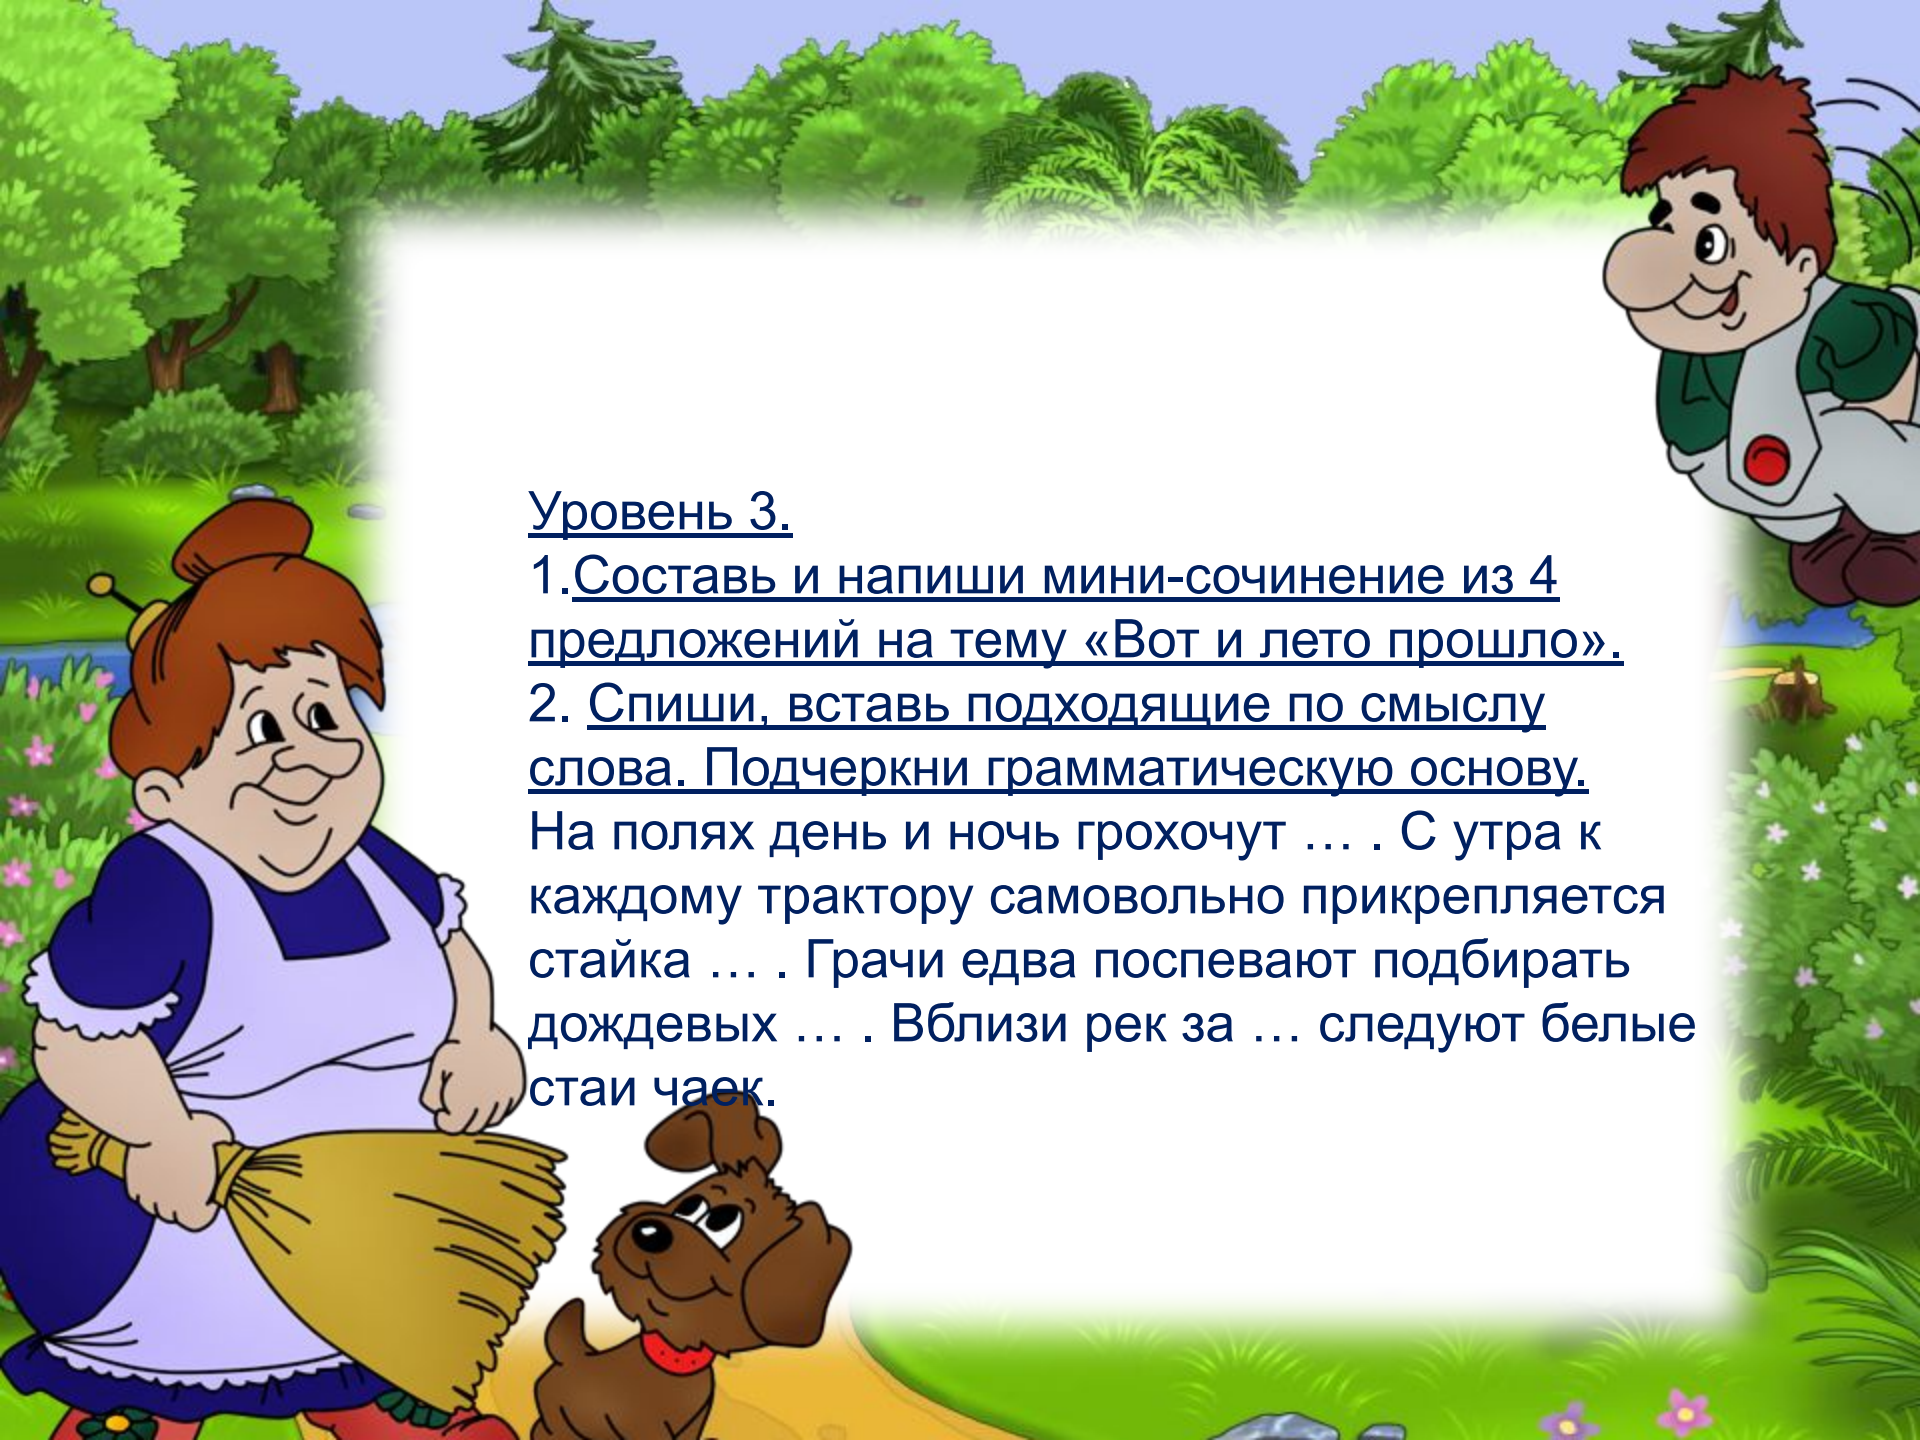 Уровень 3.
1.Составь и напиши мини-сочинение из 4
предложений на тему «Вот и лето прошло».
2. Спиши, вставь подходящие по смыслу
слова. Подчеркни грамматическую основу.
На полях день и ночь грохочут … . С утра к
каждому трактору самовольно прикрепляется
стайка … . Грачи едва поспевают подбирать
дождевых … . Вблизи рек за … следуют белые
стаи чаек.